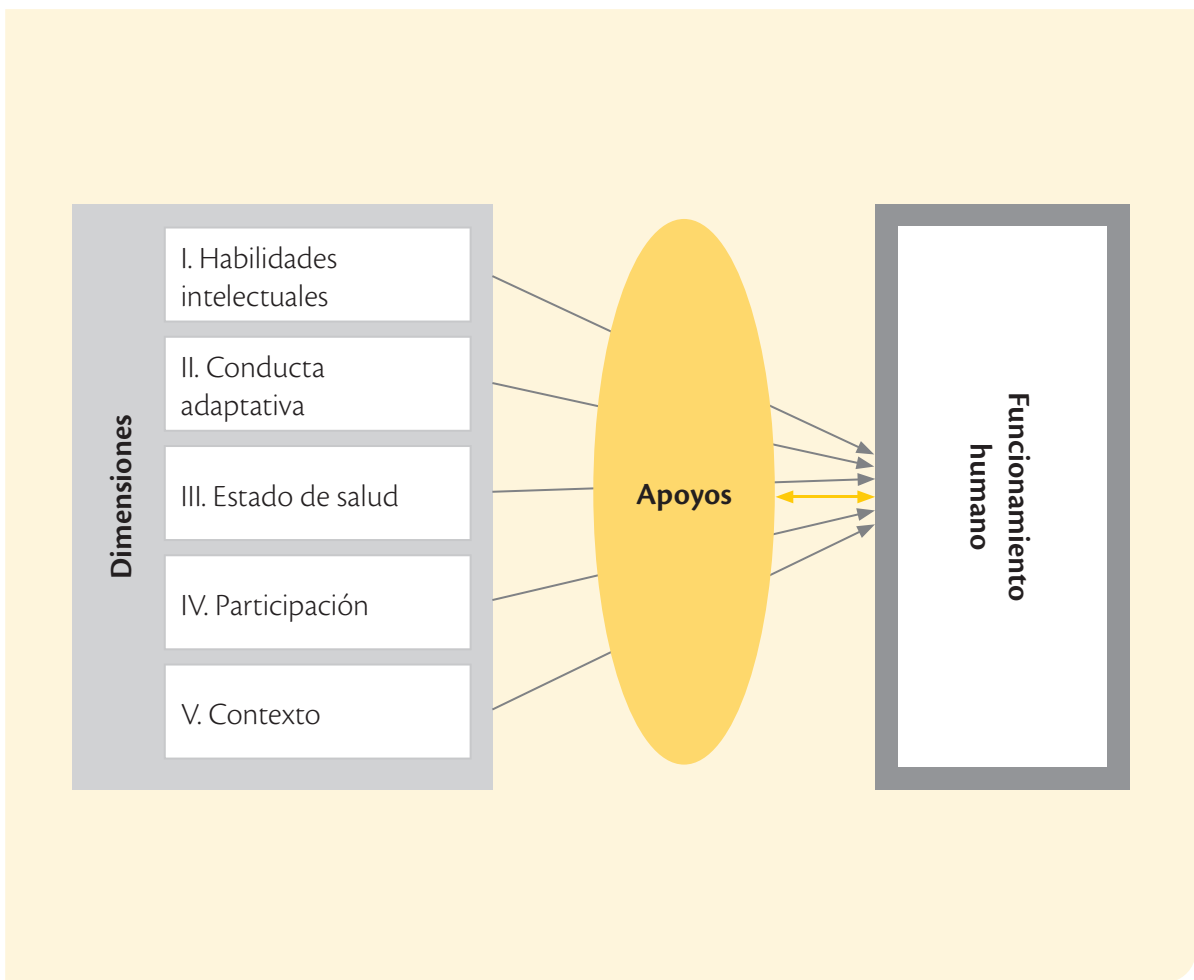 Dimensiones
I. Habilidades
intelectuales
II. Conducta
adaptativa
III. Estado de salud
IV. Participación
V. Contexto
Apoyos
Funcionamiento
humano